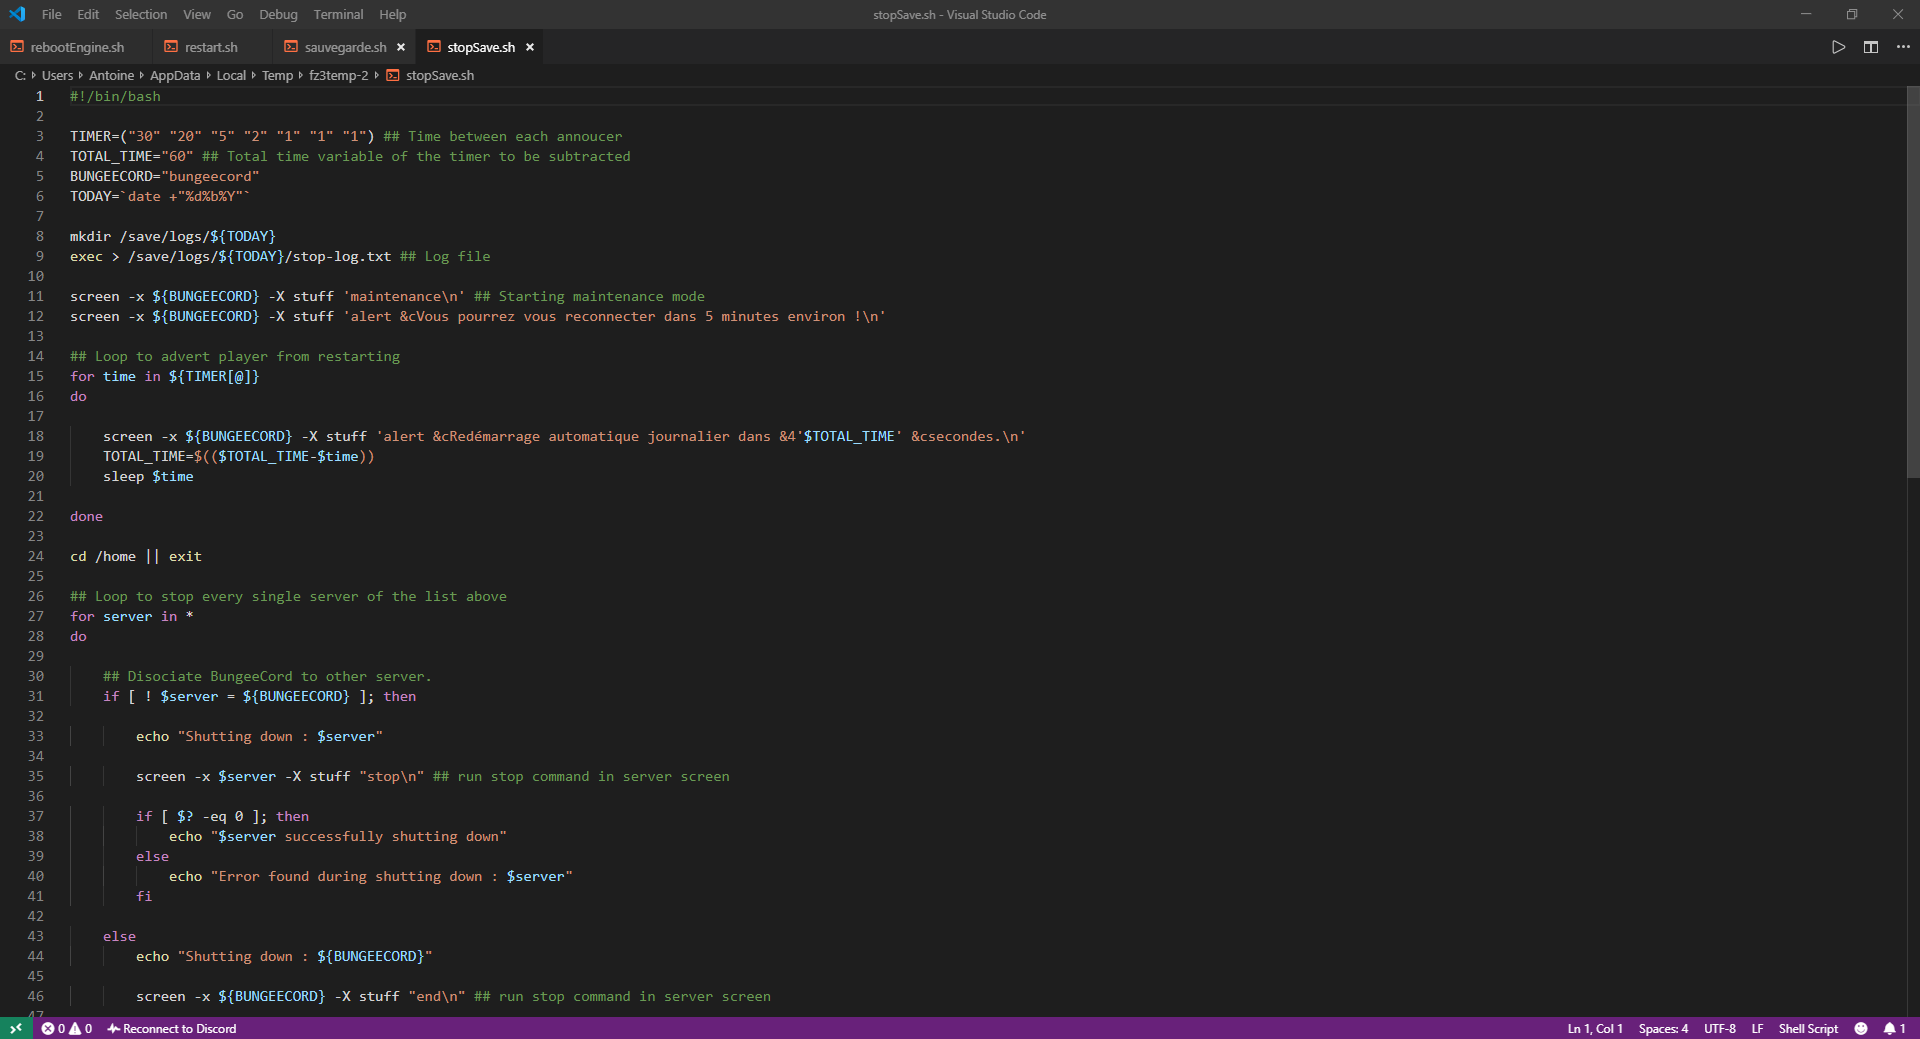 File Edit Selection View Go Debug Terminal Help
stopSave.sh - Visual Studio Code
rebootEngine.sh restart.sh sauvegarde.sh × stopSave.sh ×
C: Users Antoine AppData Local Temp fz3temp-2 stopSave.sh
1 #!/bin/bash
2
3 TIMER=("30" "20" "5" "2" "1" "1" "1") ## Time between each annoucer
4 TOTAL_TIME="60" ## Total time variable of the timer to be subtracted
5 BUNGEECORD="bungeecord"
6 TODAY=`date +"%d%b%Y"`
7
8 mkdir /save/logs/${TODAY}
9 exec > /save/logs/${TODAY}/stop-log.txt ## Log file
10
11 screen -x ${BUNGEECORD} -X stuff 'maintenance\n' ## Starting maintenance mode
12 screen -x ${BUNGEECORD} -X stuff 'alert &cVous pourrez vous reconnecter dans 5 minutes environ !\n'
13
14 ## Loop to advert player from restarting
15 for time in ${TIMER[@]}
16 do
17
18 screen -x ${BUNGEECORD} -X stuff 'alert &cRedémarrage automatique journalier dans &4'$TOTAL_TIME' &csecondes.\n'
19 TOTAL_TIME=$(($TOTAL_TIME-$time))
20 sleep $time
21
22 done
23
24 cd /home || exit
25
26 ## Loop to stop every single server of the list above
27 for server in *
28 do
29
30 ## Disociate BungeeCord to other server.
31 if [ ! $server = ${BUNGEECORD} ]; then
32
33 echo "Shutting down : $server"
34
35 screen -x $server -X stuff "stop\n" ## run stop command in server screen
36
37 if [ $? -eq 0 ]; then
38 echo "$server successfully shutting down"
39 else
40 echo "Error found during shutting down : $server"
41 fi
42
43 else
44 echo "Shutting down : ${BUNGEECORD}"
45
46 screen -x ${BUNGEECORD} -X stuff "end\n" ## run stop command in server screen
47
0 0 Reconnect to Discord Ln 1, Col 1 Spaces: 4 UTF-8 LF Shell Script 1